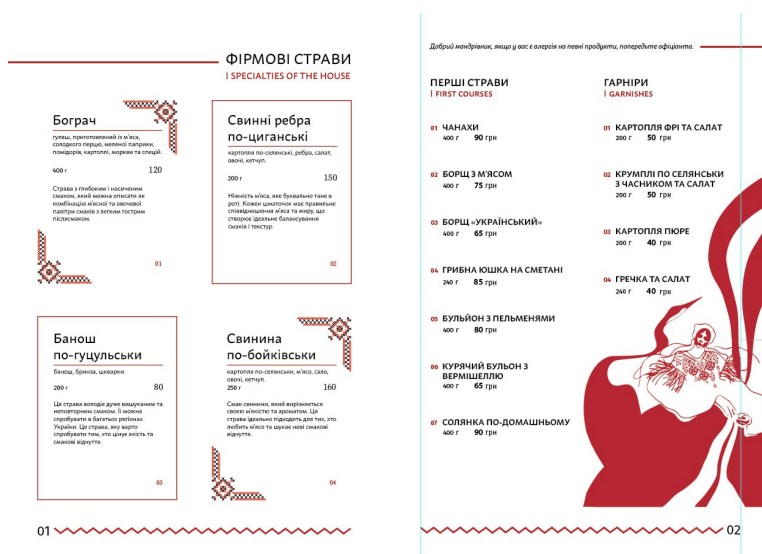 ФІРМОВІ СТРАВИ
| SPECIALTIES OF THE HOUSE
Бограч
гуляш, приготовлений із м'яса,
солодкого перцю, меленої паприки,
помідорів, картоплі, моркви та спецій.
400 г 120
Страва з глибоким і насиченим
смаком, який можна описати як
комбінацію м'ясної та овочевої
палітри смаків з легким гострим
післясмаком.
01
Свинні ребра
по-циганські
картопля по-селянські, ребра, салат,
овочі, кетчуп.
200 г 150
Ніжність м'яса, яке буквально тане в
роті. Кожен шматочок має правильне
співвідношення м'яса та жиру, що
створює ідеальне балансування
смаків і текстур.
02
Банош
по-гуцульськи
банош, бринза, шкварки.
200 г 80
Ця страва володіє дуже вишуканим та
неповторним смаком. Її можна
спробувати в багатьох регіонах
України. Це страва, яку варто
спробувати тим, хто цінує якість та
смакові відчуття.
03
Свинина
по-бойківськи
картопля по-селянськи, м'ясо, сало,
овочі, кетчуп.
250 г 160
Смак свинини, який вирізняється
своєю м'якістю та ароматом. Ця
страва ідеально підходить для тих, хто
любить м'ясо та шукає нові смакові
відчуття.
04
01
Добрий мандрівник, якщо у вас є алергія на певні продукти, попередьте офіціанта.
ПЕРШІ СТРАВИ
| FIRST COURSES
01 ЧАНАХИ
400 г 90 грн
02 БОРЩ З М'ЯСОМ
400 г 75 грн
03 БОРЩ «УКРАЇНСЬКИЙ»
400 г 65 грн
04 ГРИБНА ЮШКА НА СМЕТАНІ
240 г 85 грн
05 БУЛЬЙОН З ПЕЛЬМЕНЯМИ
400 г 80 грн
06 КУРЯЧИЙ БУЛЬОН З
ВЕРМІШЕЛЛЮ
400 г 65 грн
07 СОЛЯНКА ПО-ДОМАШНЬОМУ
400 г 90 грн
ГАРНІРИ
| GARNISHES
01 КАРТОПЛЯ ФРІ ТА САЛАТ
200 г 50 грн
02 КРУМПЛІ ПО СЕЛЯНСЬКИ
З ЧАСНИКОМ ТА САЛАТ
200 г 50 грн
03 КАРТОПЛЯ ПЮРЕ
200 г 40 грн
04 ГРЕЧКА ТА САЛАТ
240 г 40 грн
02